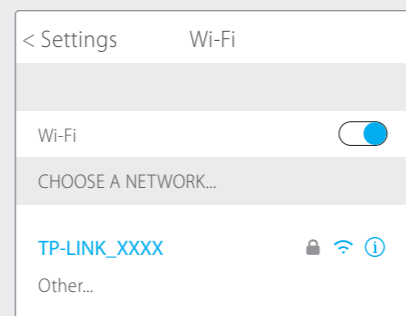 < Settings Wi-Fi
Wi-Fi
CHOOSE A NETWORK...
TP-LINK_XXXX
Other...